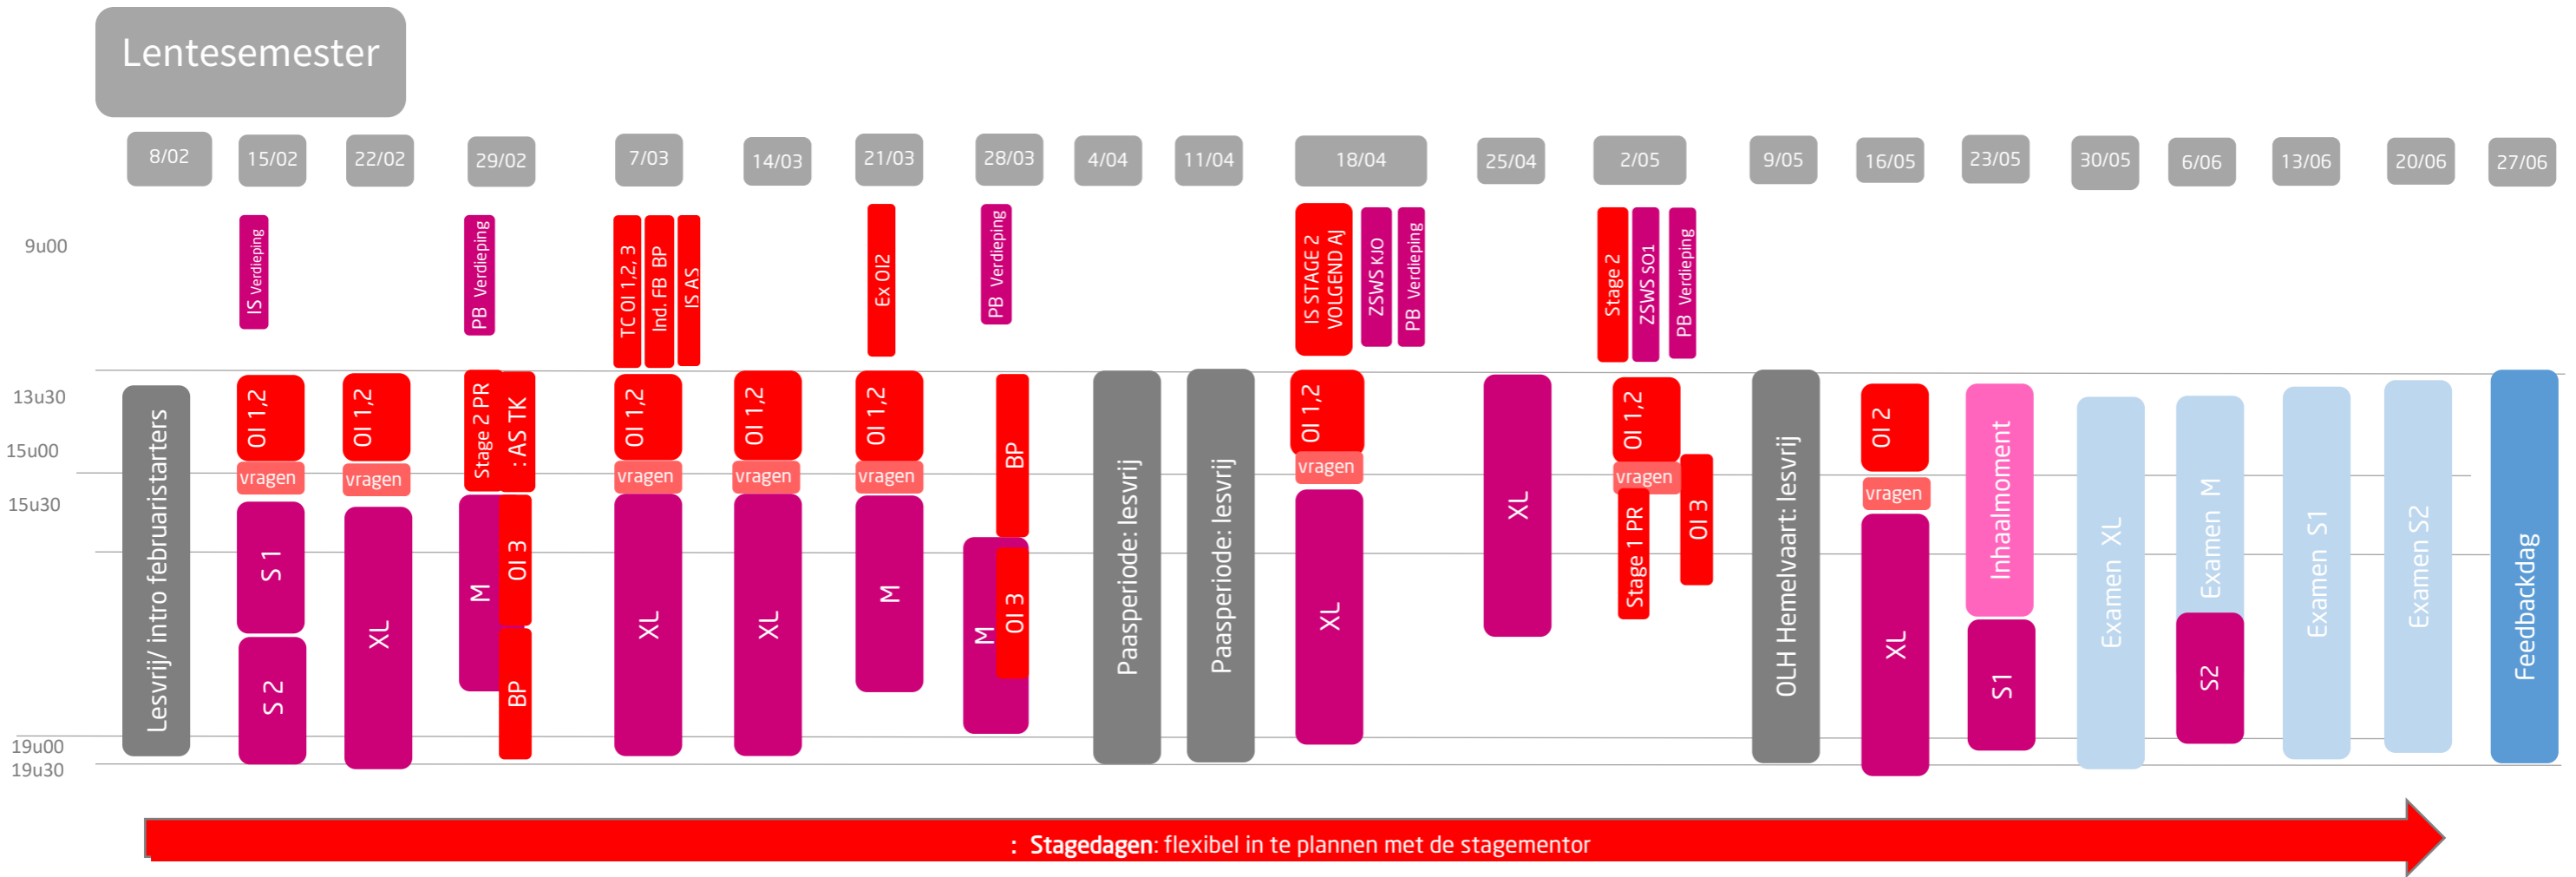 Lentesemester
8/02
15/02
22/02
29/02
7/03
14/03
21/03
28/03
4/04
11/04
18/04
25/04
2/05
9/05
16/05
23/05
30/05
6/06
13/06
20/06
27/06
9u00
IS Verdieping
PB Verdieping
TC OI 1,2, 3
Ind. FB BP
IS AS
Ex OI2
PB Verdieping
IS STAGE 2
VOLGEND AJ
ZSWS KJO
PB Verdieping
Stage 2
ZSWS SO1
PB Verdieping
13u30
15u00
15u30
19u00
19u30
Lesvrij/ intro februaristarters
OI 1,2
vragen
S 1
S 2
OI 1,2
vragen
XL
Stage 2 PR
: AS TK
M
OI 3
BP
OI 1,2
vragen
XL
OI 1,2
vragen
XL
OI 1,2
vragen
M
BP
M
OI 3
Paasperiode: lesvrij
Paasperiode: lesvrij
OI 1,2
vragen
XL
XL
OI 1,2
vragen
Stage 1 PR
OI 3
OLH Hemelvaart: lesvrij
OI 2
vragen
XL
Inhaalmoment
S1
Examen XL
Examen M
S2
Examen S1
Examen S2
Feedbackdag
: Stagedagen: flexibel in te plannen met de stagementor